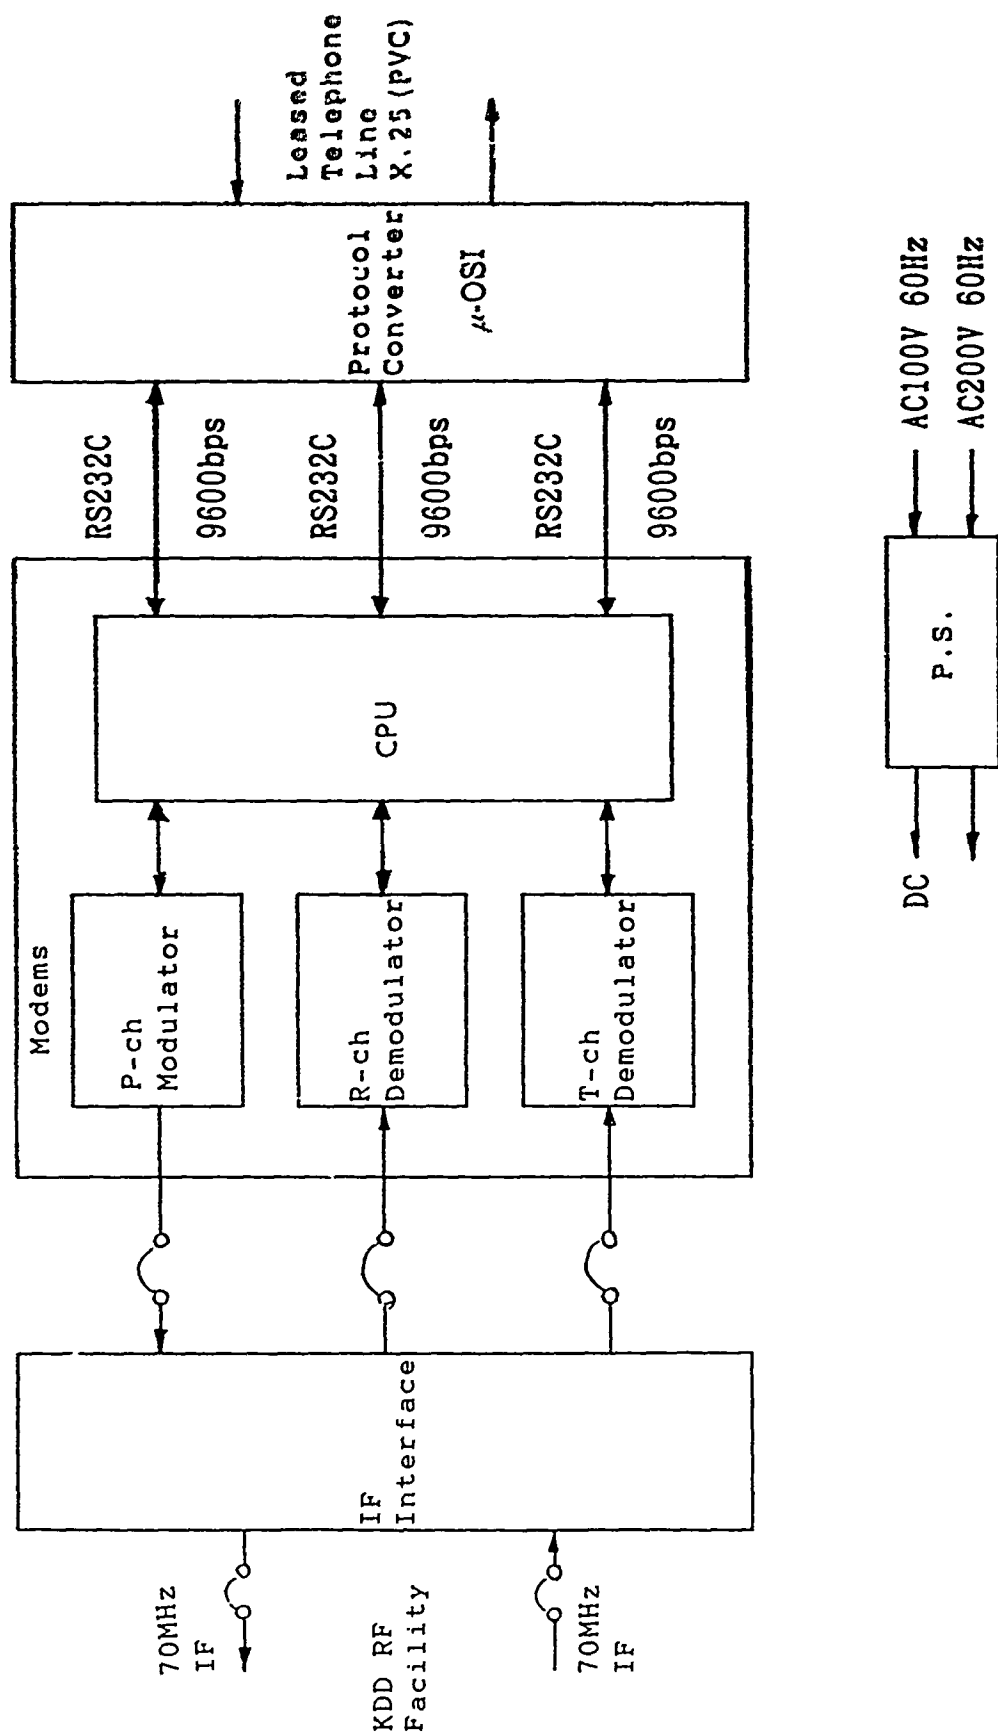 70MHz
IF
KDD RF
Facility
70MHz
IF
IF
Interface
Modems
P-ch
Modulator
R-ch
Demodulator
T-ch
Demodulator
CPU
RS232C
9600bps
RS232C
9600bps
RS232C
9600bps
Protocol
Converter
μ-OSI
Leased
Telephone
Line
X.25(PVC)
DC
P.S.
AC100V 60Hz
AC200V 60Hz